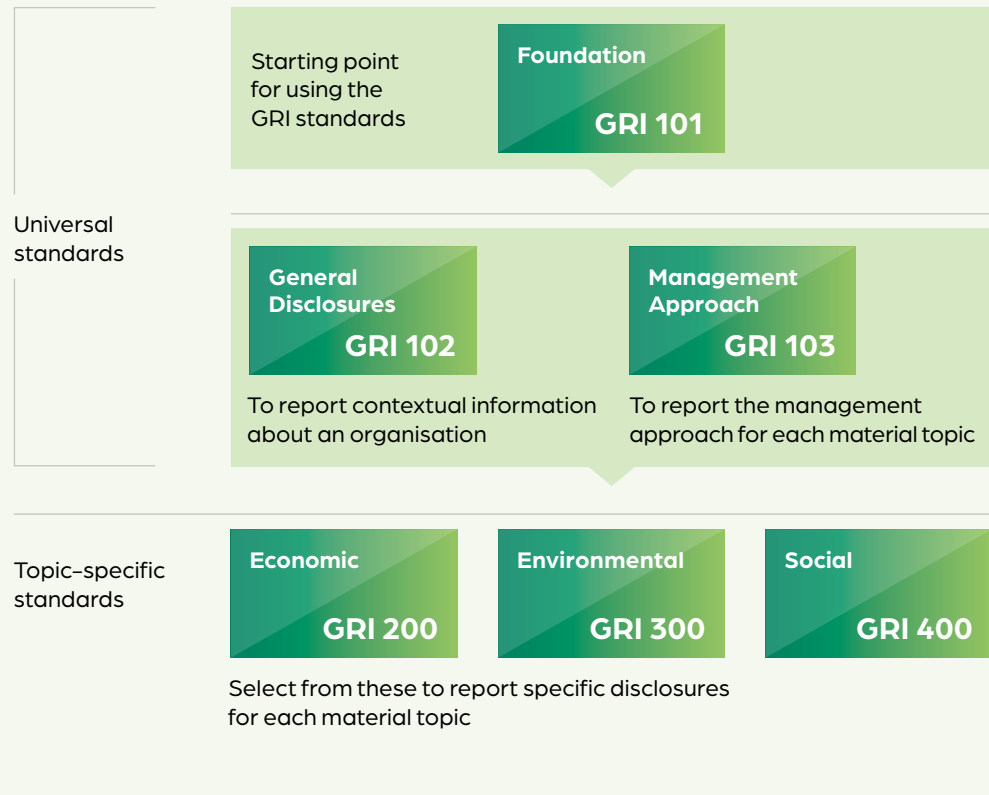 Starting point
for using the
GRI standards
Foundation
GRI 101
Universal
standards
General
Disclosures
GRI 102
To report contextual information
about an organisation
Management
Approach
GRI 103
To report the management
approach for each material topic
Topic-specific
standards
Economic
GRI 200
Environmental
GRI 300
Social
GRI 400
Select from these to report specific disclosures
for each material topic